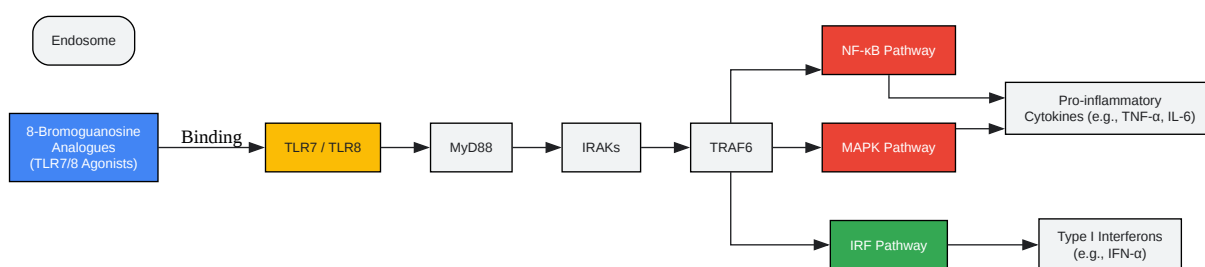 Endosome
8-Bromoguanosine
Analogues
(TLR7/8 Agonists)
Binding
TLR7 / TLR8
MyD88
IRAKs
TRAF6
NF-κB Pathway
MAPK Pathway
IRF Pathway
Pro-inflammatory
Cytokines (e.g., TNF-α, IL-6)
Type I Interferons
(e.g., IFN-α)